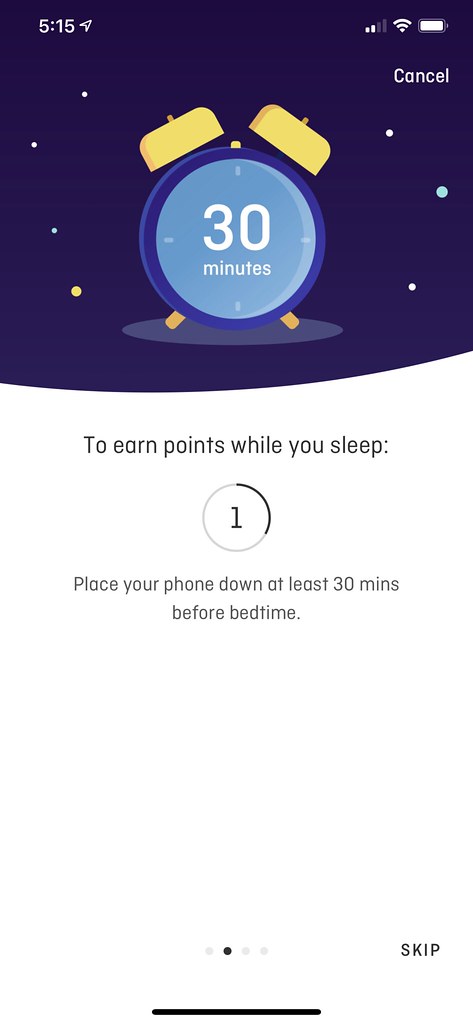 5:15
Cancel
30
minutes
To earn points while you sleep:
1
Place your phone down at least 30 mins
before bedtime.
SKIP